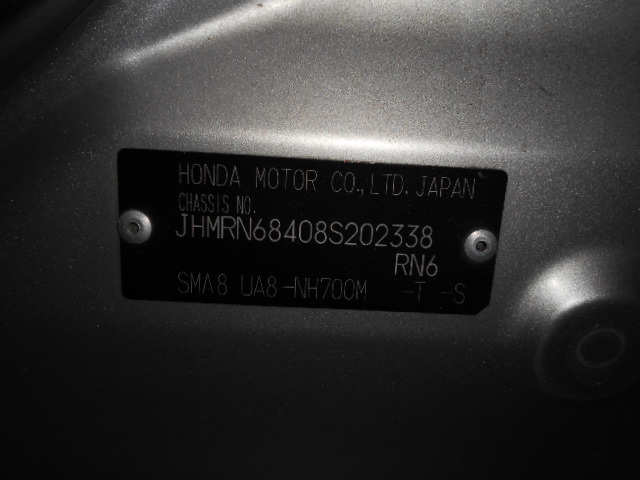 HONDA MOTOR CO.,LTD. JAPAN
CHASSIS NO.
JHMRN68408S202338
RN6
SMA8 UA8-NH700M -T -S